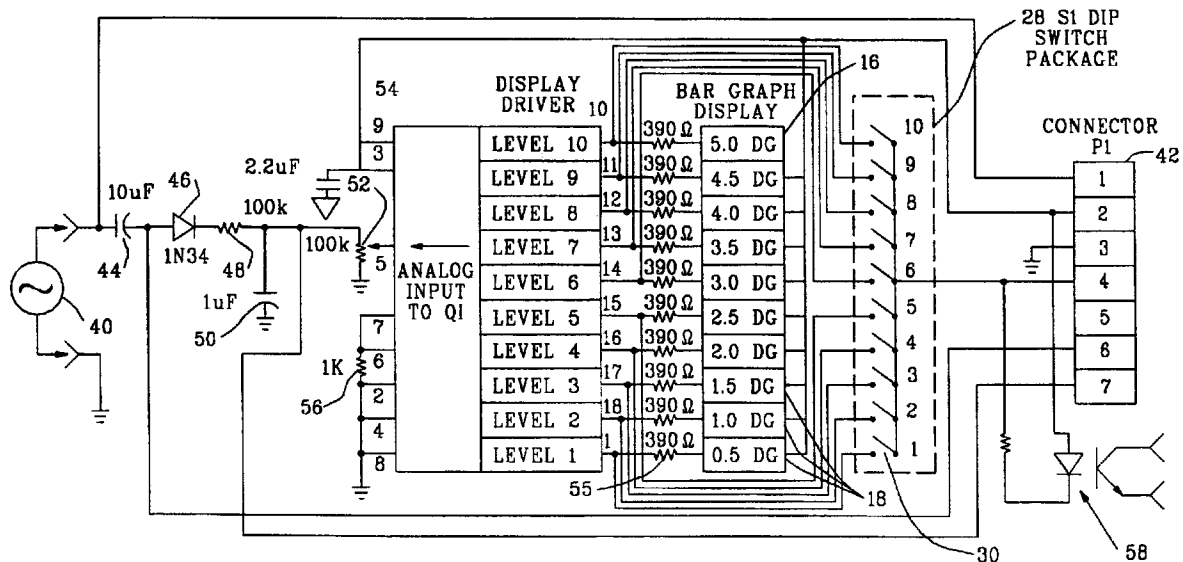 28 S1 DIP
SWITCH
PACKAGE
16
54
DISPLAY
DRIVER 10
BAR GRAPH
DISPLAY
CONNECTOR
P1
42
9
3
2.2uF
52
46
10uF
100k
1N34
48
44
1uF
50
40
100k
5
ANALOG
INPUT
TO QI
7
6
1K
56
2
4
8
LEVEL 10
390 Ω
5.0 DG
10
LEVEL 9
11
390 Ω
4.5 DG
9
LEVEL 8
12
390 Ω
4.0 DG
8
LEVEL 7
13
390 Ω
3.5 DG
7
LEVEL 6
14
390 Ω
3.0 DG
6
LEVEL 5
15
390 Ω
2.5 DG
5
LEVEL 4
16
390 Ω
2.0 DG
4
LEVEL 3
17
390 Ω
1.5 DG
3
LEVEL 2
18
390 Ω
1.0 DG
2
LEVEL 1
1
390 Ω
0.5 DG
1
55
18
30
1
2
3
4
5
6
7
58